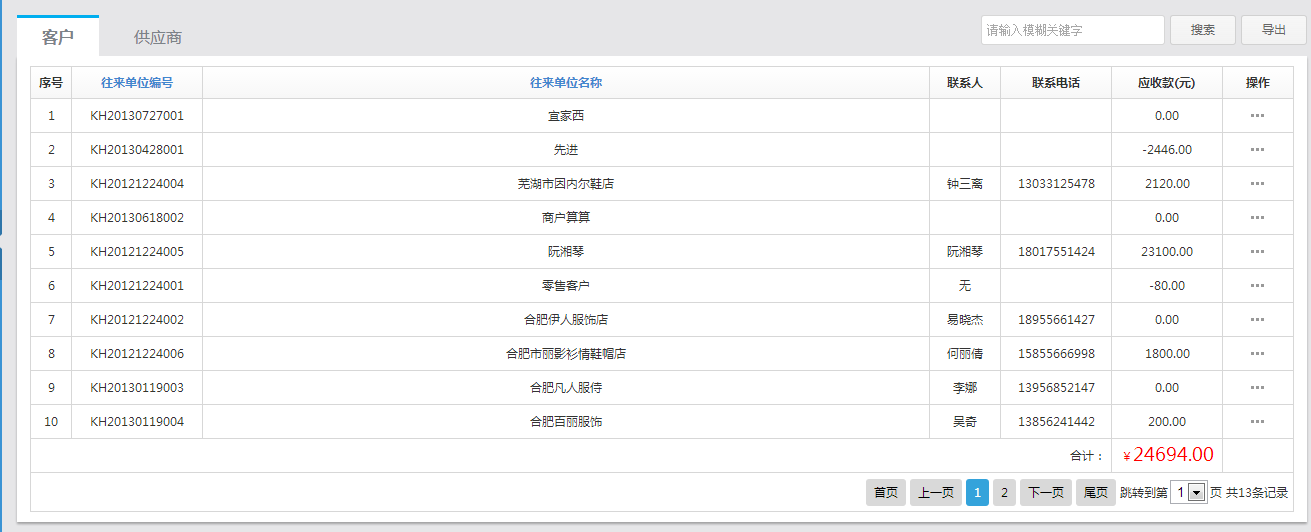 客户 供应商 请输入模糊关键字 搜索 导出
序号 往来单位编号 往来单位名称 联系人 联系电话 应收款(元) 操作
1 KH20130727001 宜家西 0.00 ...
2 KH20130428001 先进 -2446.00 ...
3 KH20121224004 芜湖市因内尔鞋店 钟三离 13033125478 2120.00 ...
4 KH20130618002 商户算算 0.00 ...
5 KH20121224005 阮湘琴 阮湘琴 18017551424 23100.00 ...
6 KH20121224001 零售客户 无 -80.00 ...
7 KH20121224002 合肥伊人服饰店 易晓杰 18955661427 0.00 ...
8 KH20121224006 合肥市丽影衫情鞋帽店 何丽倩 15855666998 1800.00 ...
9 KH20130119003 合肥凡人服侍 李娜 13956852147 0.00 ...
10 KH20130119004 合肥百丽服饰 吴奇 13856241442 200.00 ...
合计： ￥24694.00
首页 上一页 1 2 下一页 尾页 跳转到第 1 页 共13条记录